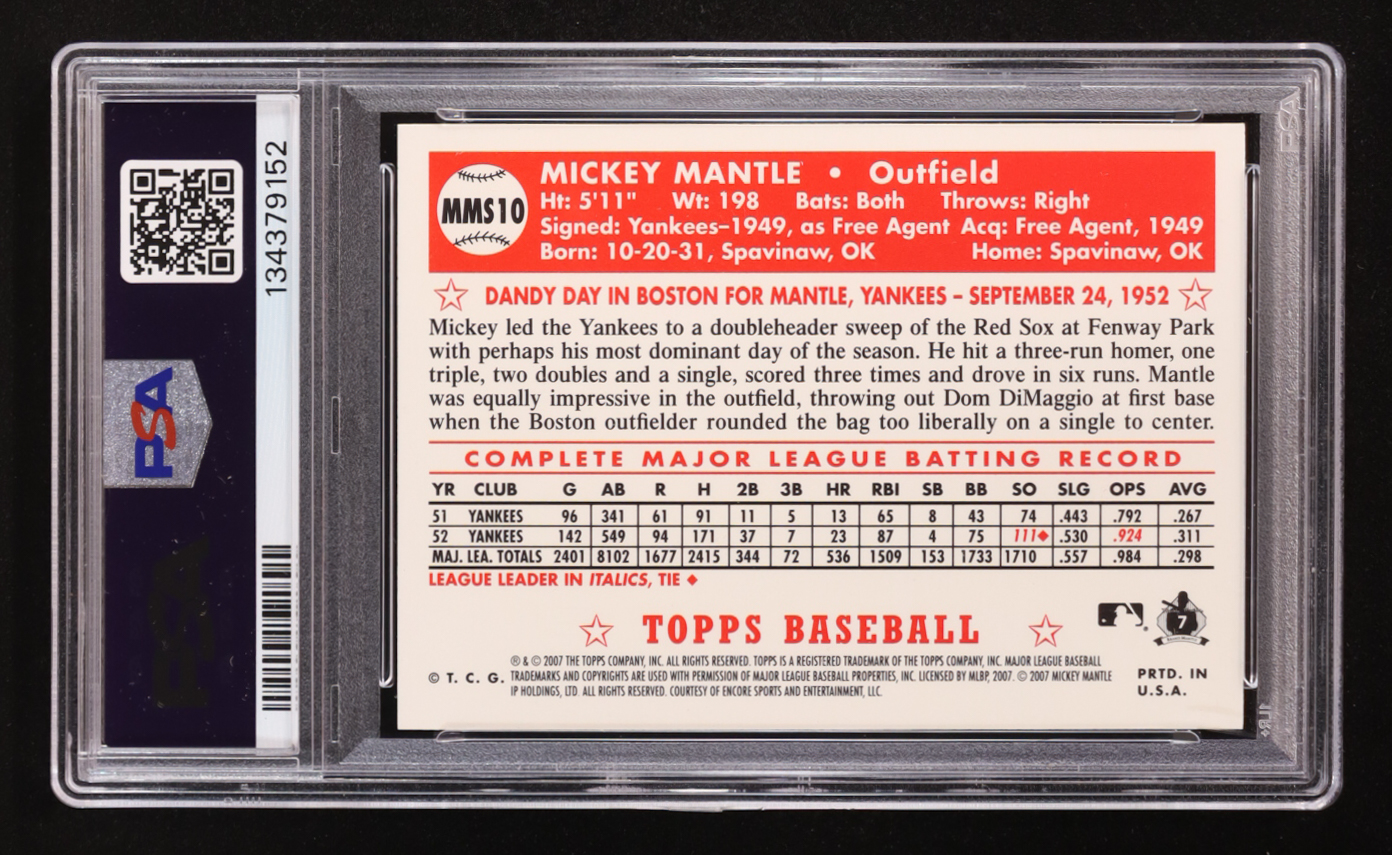 134379152
PSA
PSA
PSA
MMS10
MICKEY MANTLE • Outfield
Ht: 5'11" Wt: 198 Bats: Both Throws: Right
Signed: Yankees–1949, as Free Agent Acq: Free Agent, 1949
Born: 10-20-31, Spavinaw, OK Home: Spavinaw, OK
DANDY DAY IN BOSTON FOR MANTLE, YANKEES – SEPTEMBER 24, 1952
Mickey led the Yankees to a doubleheader sweep of the Red Sox at Fenway Park
with perhaps his most dominant day of the season. He hit a three-run homer, one
triple, two doubles and a single, scored three times and drove in six runs. Mantle
was equally impressive in the outfield, throwing out Dom DiMaggio at first base
when the Boston outfielder rounded the bag too liberally on a single to center.
COMPLETE MAJOR LEAGUE BATTING RECORD
YR CLUB G AB R H 2B 3B HR RBI SB BB SO SLG OPS AVG
51 YANKEES 96 341 61 91 11 5 13 65 8 43 74 .443 .792 .267
52 YANKEES 142 549 94 171 37 7 23 87 4 75 111♦ .530 .924 .311
MAJ. LEA. TOTALS 2401 8102 1677 2415 344 72 536 1509 153 1733 1710 .557 .984 .298
LEAGUE LEADER IN ITALICS, TIE ♦
TOPPS BASEBALL
7
® & © 2007 THE TOPPS COMPANY, INC. ALL RIGHTS RESERVED. TOPPS IS A REGISTERED TRADEMARK OF THE TOPPS COMPANY, INC. MAJOR LEAGUE BASEBALL
© T. C. G. TRADEMARKS AND COPYRIGHTS ARE USED WITH PERMISSION OF MAJOR LEAGUE BASEBALL PROPERTIES, INC. LICENSED BY MLBP, 2007. © 2007 MICKEY MANTLE
IP HOLDINGS, LTD ALL RIGHTS RESERVED. COURTESY OF ENCORE SPORTS AND ENTERTAINMENT, LLC.
PRTD. IN
U.S.A.